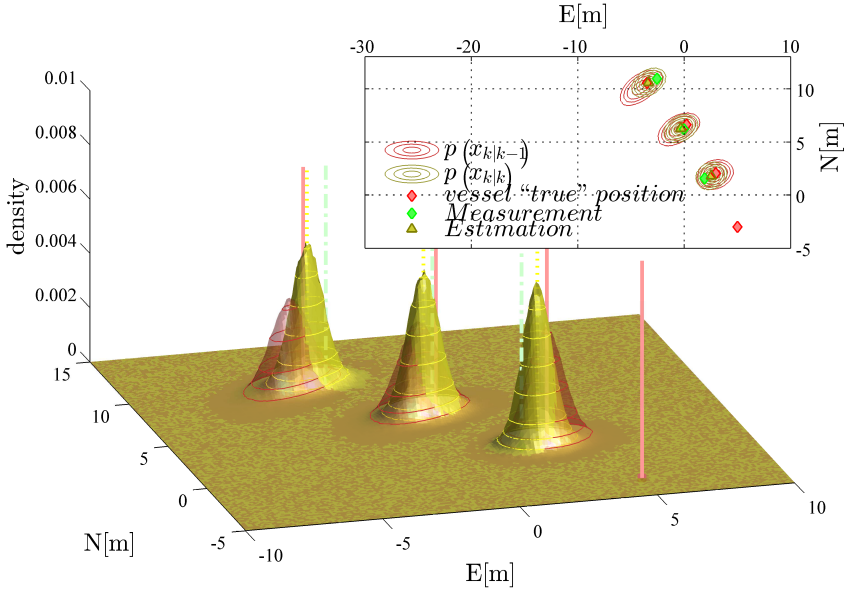 E[m]
-30 -20 -10 0 10
10
5
0
-5
N[m]
p (x_{k|k-1})
p (x_{k|k})
vessel “true” position
Measurement
Estimation
0.01
0.008
0.006
0.004
0.002
0
density
15
10
5
0
-5
N[m]
-10
-5
0
5
10
E[m]